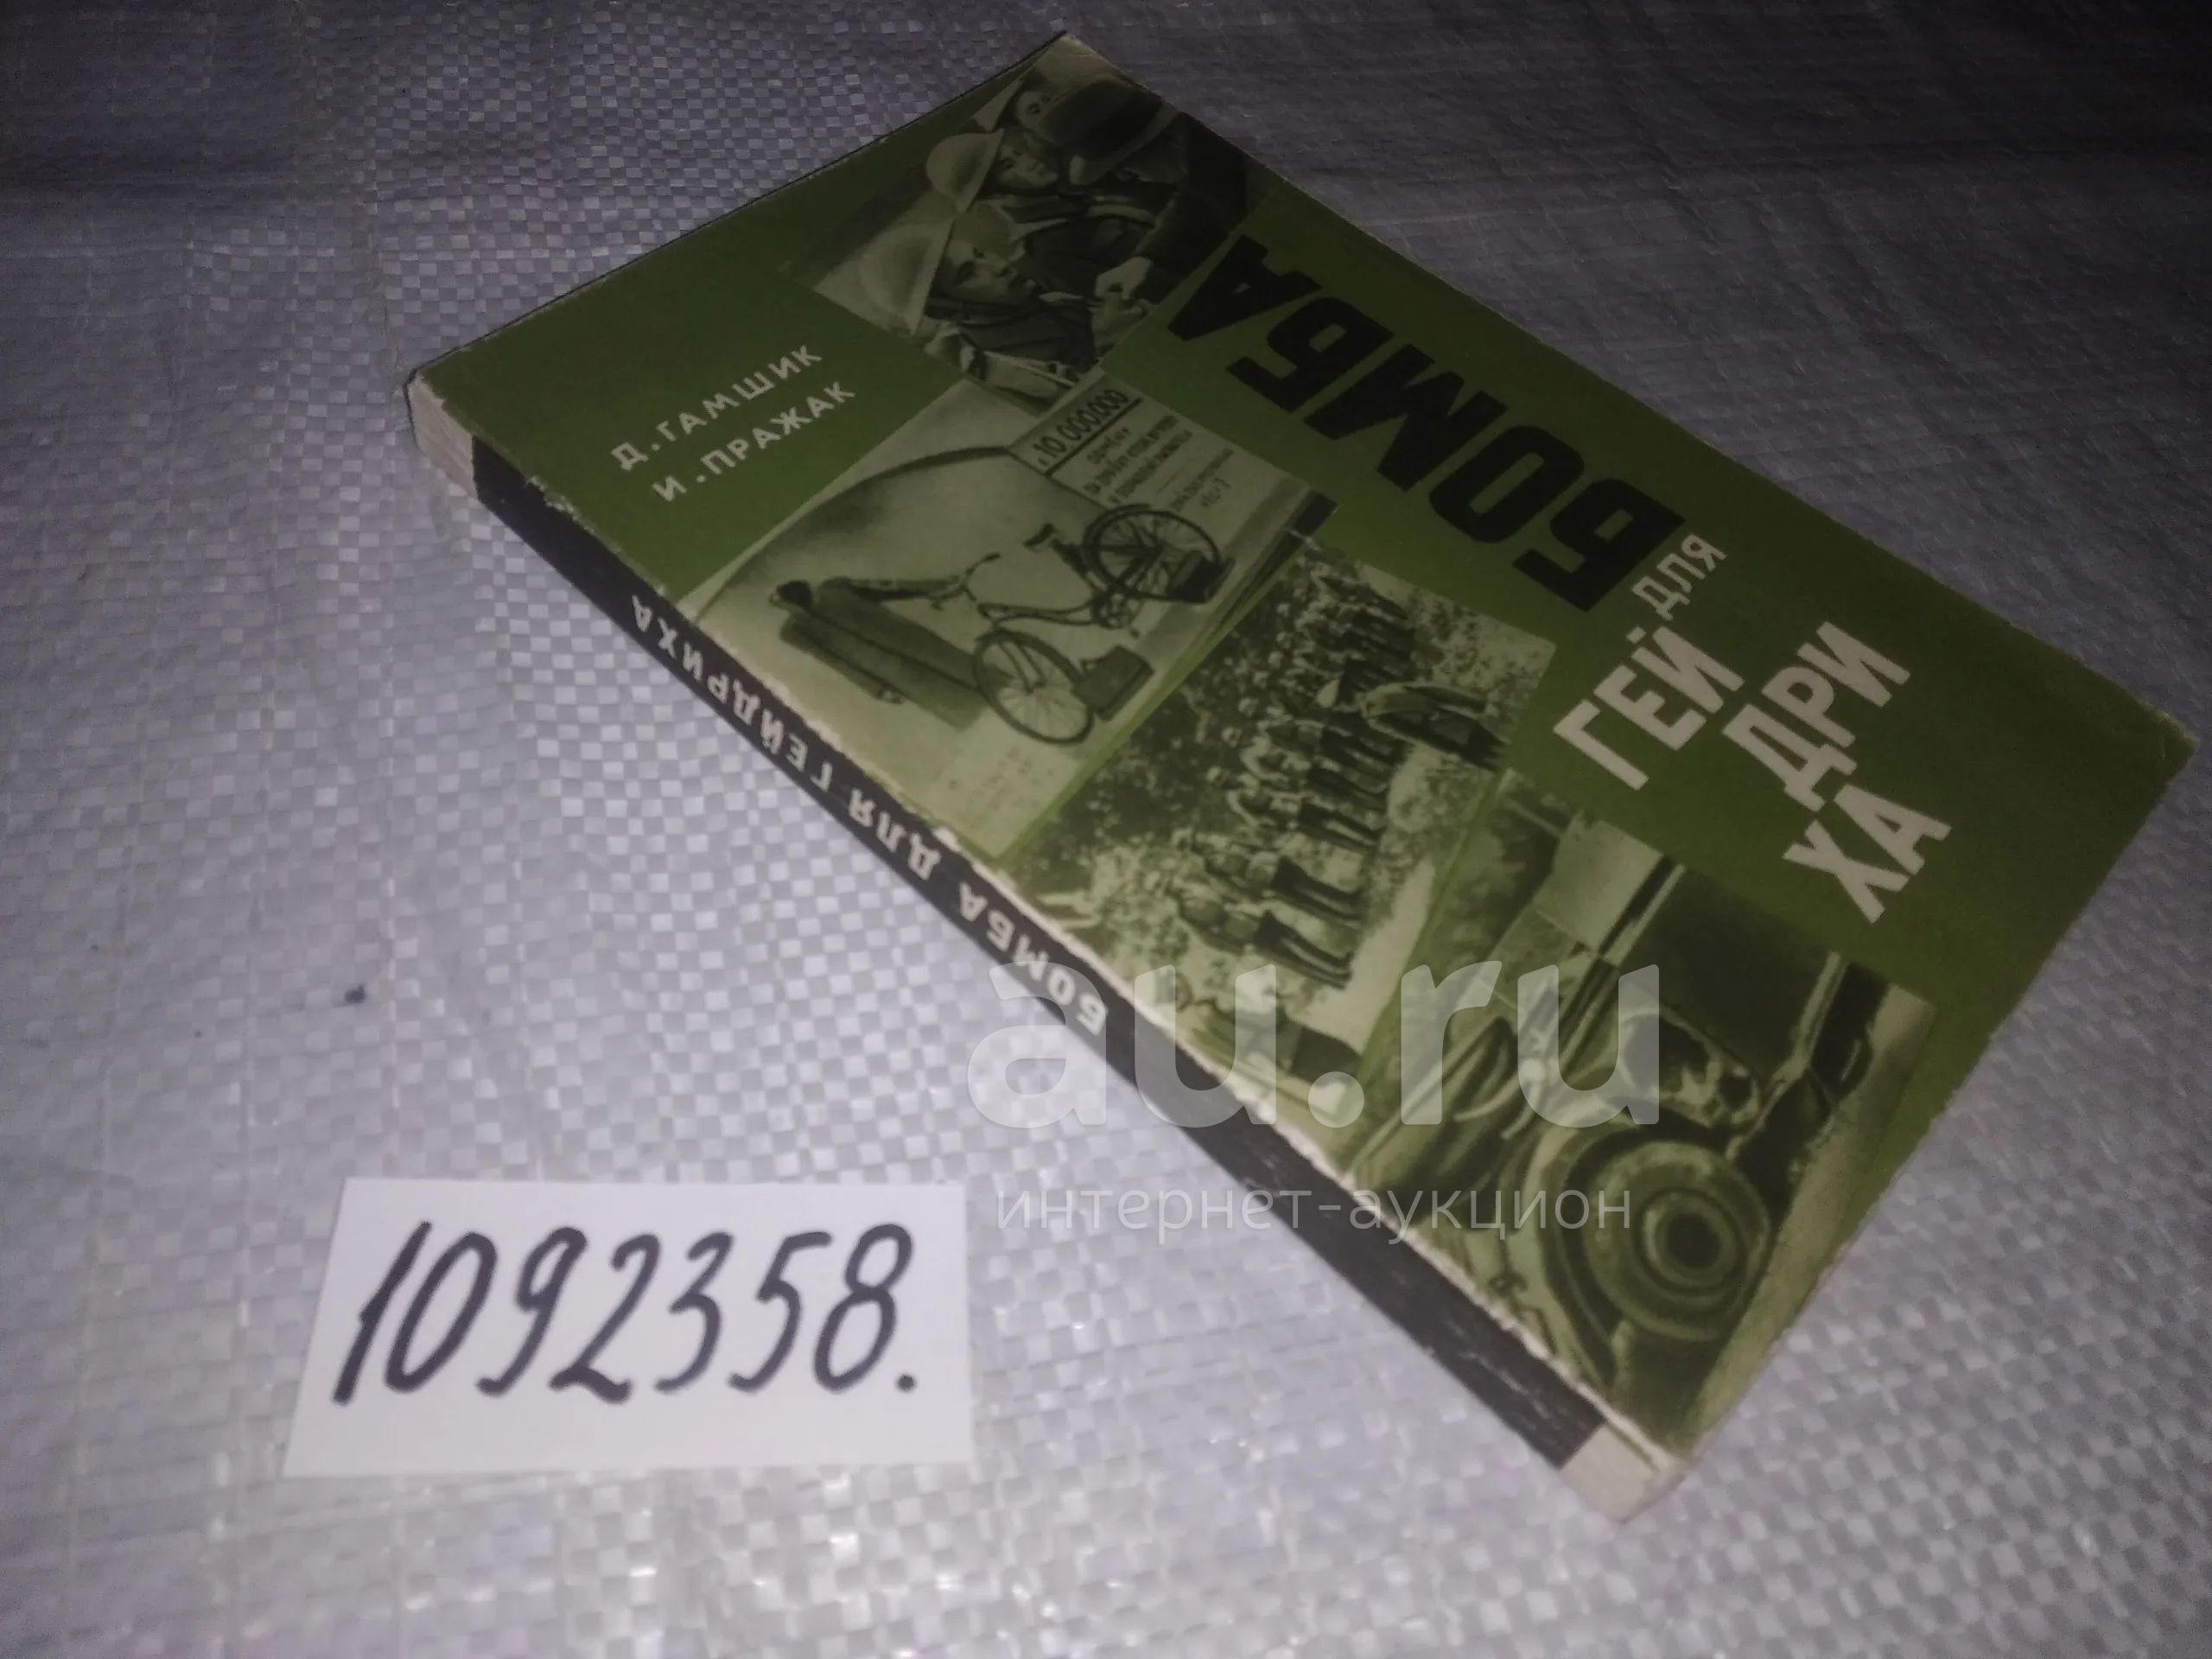 Д. ГАМШИК
И. ПРАЖАК
БОМБА
ДЛЯ
ГЕЙ
ДРИ
ХА
10.000.000
БОМБА ДЛЯ ГЕЙДРИХА
au.ru
интернет-аукцион
1092358.